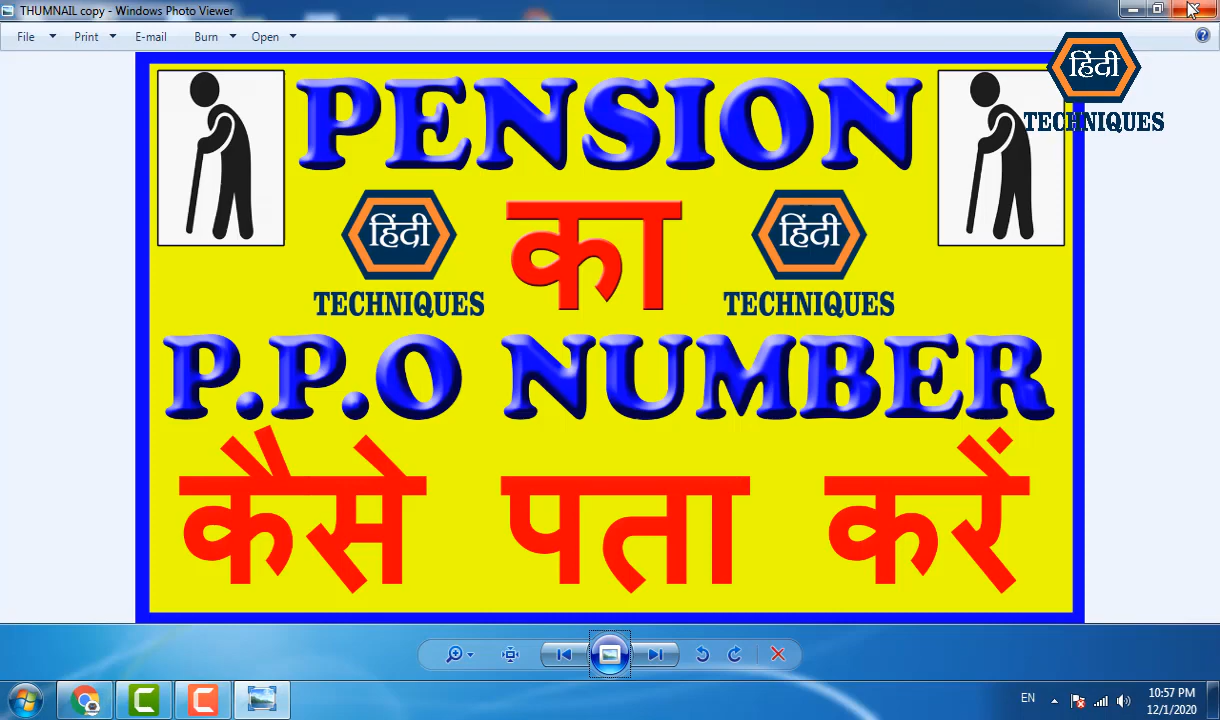 THUMNAIL copy - Windows Photo Viewer
File Print E-mail Burn Open
हिंदी
TECHNIQUES
PENSION
का
हिंदी
TECHNIQUES
हिंदी
TECHNIQUES
P.P.O NUMBER
कैसे पता करें
EN
10:57 PM
12/1/2020